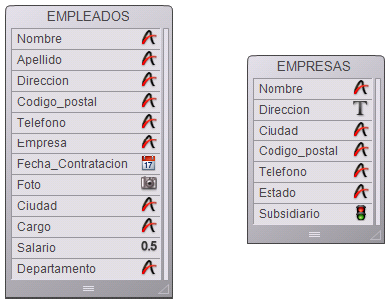 EMPLEADOS
Nombre
Apellido
Direccion
Codigo_postal
Telefono
Empresa
Fecha_Contratacion
17
Foto
Ciudad
Cargo
Salario 0.5
Departamento
EMPRESAS
Nombre
Direccion T
Ciudad
Codigo_postal
Telefono
Estado
Subsidiario